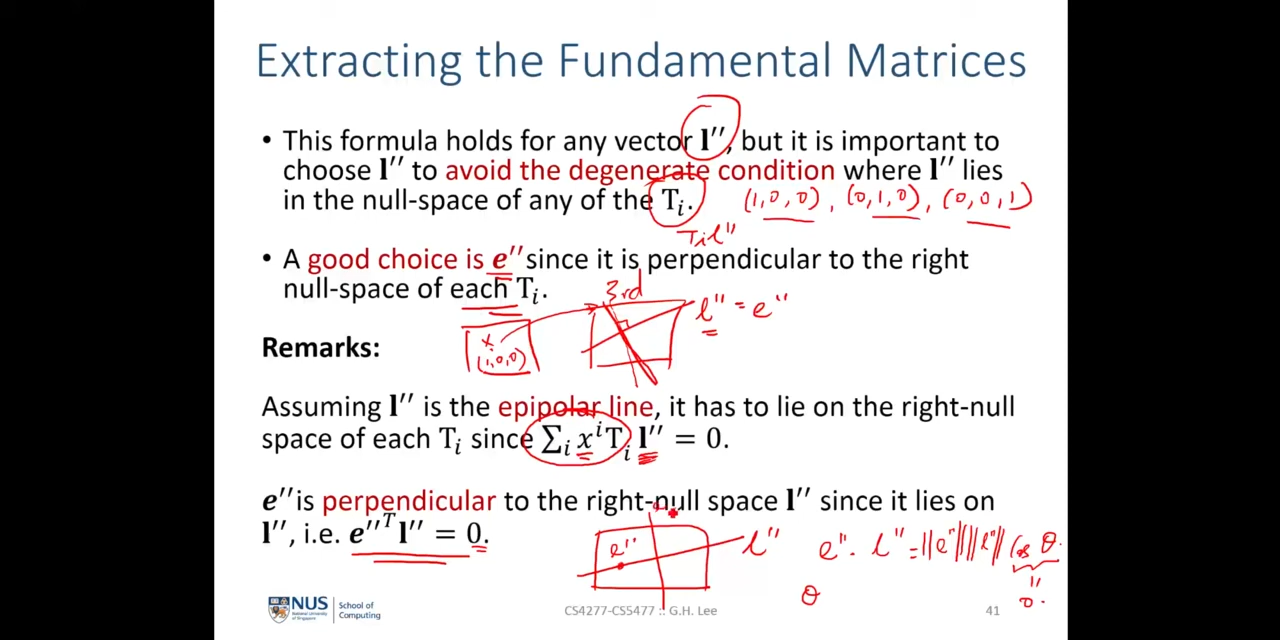 Extracting the Fundamental Matrices
• This formula holds for any vector l′′, but it is important to
choose l′′ to avoid the degenerate condition where l′′ lies
in the null-space of any of the Tᵢ. (1,0,0), (0,1,0), (0,0,1)
Tᵢl′′
• A good choice is e′′ since it is perpendicular to the right
null-space of each Tᵢ. 3rd
l′′ = e′′
x
(1,0,0)
Remarks:
Assuming l′′ is the epipolar line, it has to lie on the right-null
space of each Tᵢ since ∑ᵢ xⁱTᵢ l′′ = 0.
e′′ is perpendicular to the right-null space l′′ since it lies on
l′′, i.e. e′′ᵀl′′ = 0.
e′′ l′′ e′′ · l′′ = ||e′′|| ||l′′|| cos θ.
θ
||
0.
NUS
National University
of Singapore
School of
Computing
CS4277-CS5477 :: G.H. Lee
41